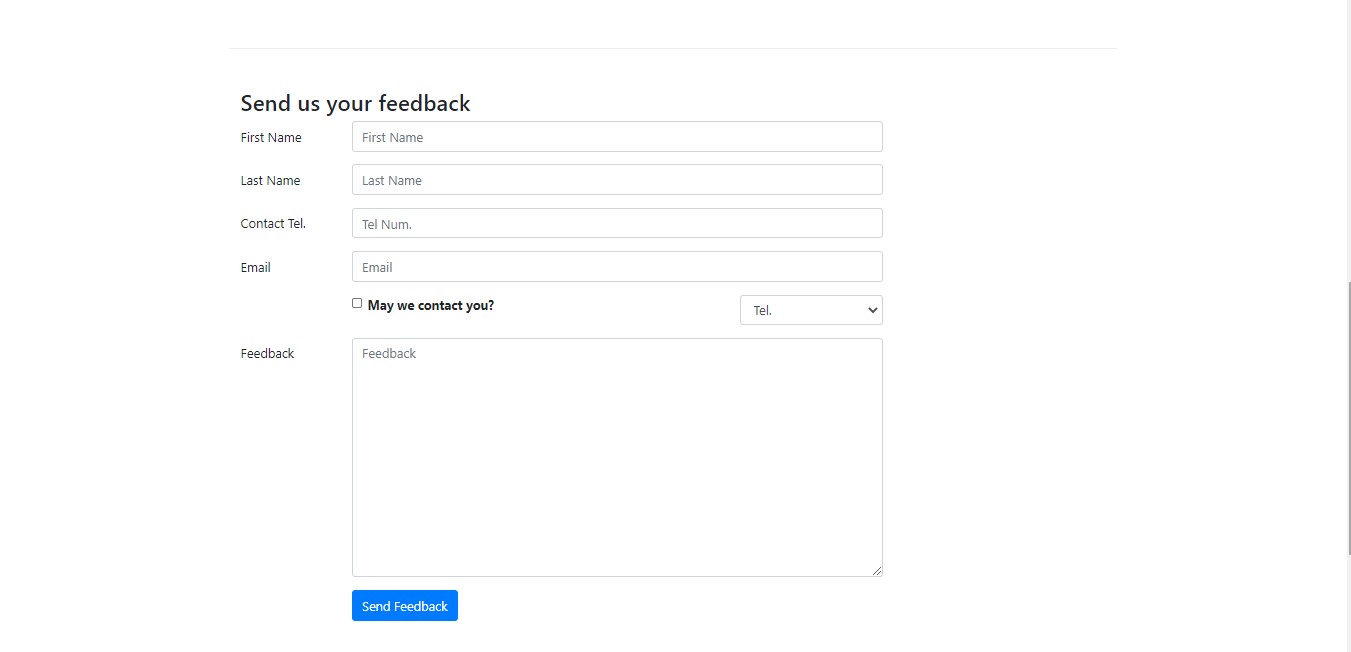 Send us your feedback
First Name First Name
Last Name Last Name
Contact Tel. Tel Num.
Email Email
May we contact you? Tel.
Feedback Feedback
Send Feedback